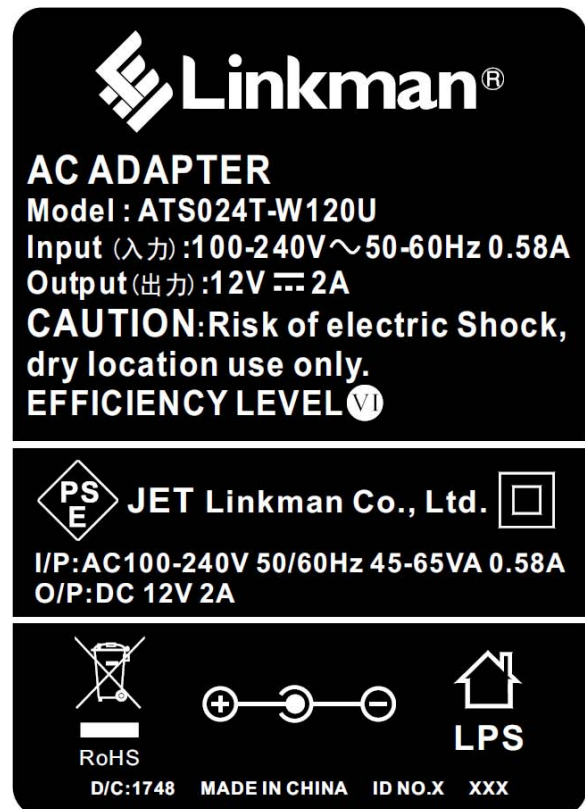 Linkman®
AC ADAPTER
Model : ATS024T-W120U
Input (入力) :100-240V～50-60Hz 0.58A
Output(出力) :12V ⎓ 2A
CAUTION:Risk of electric Shock,
dry location use only.
EFFICIENCY LEVEL VI
PS
E
JET Linkman Co., Ltd.
I/P:AC100-240V 50/60Hz 45-65VA 0.58A
O/P:DC 12V 2A
RoHS
+ −
LPS
D/C:1748 MADE IN CHINA ID NO.X XXX